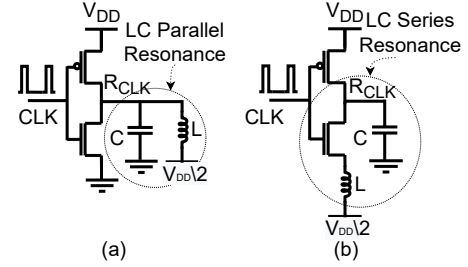 VDD
LC Parallel
Resonance
RCLK
CLK
C
L
VDD\2
(a)
VDD
LC Series
Resonance
RCLK
CLK
C
L
VDD\2
(b)